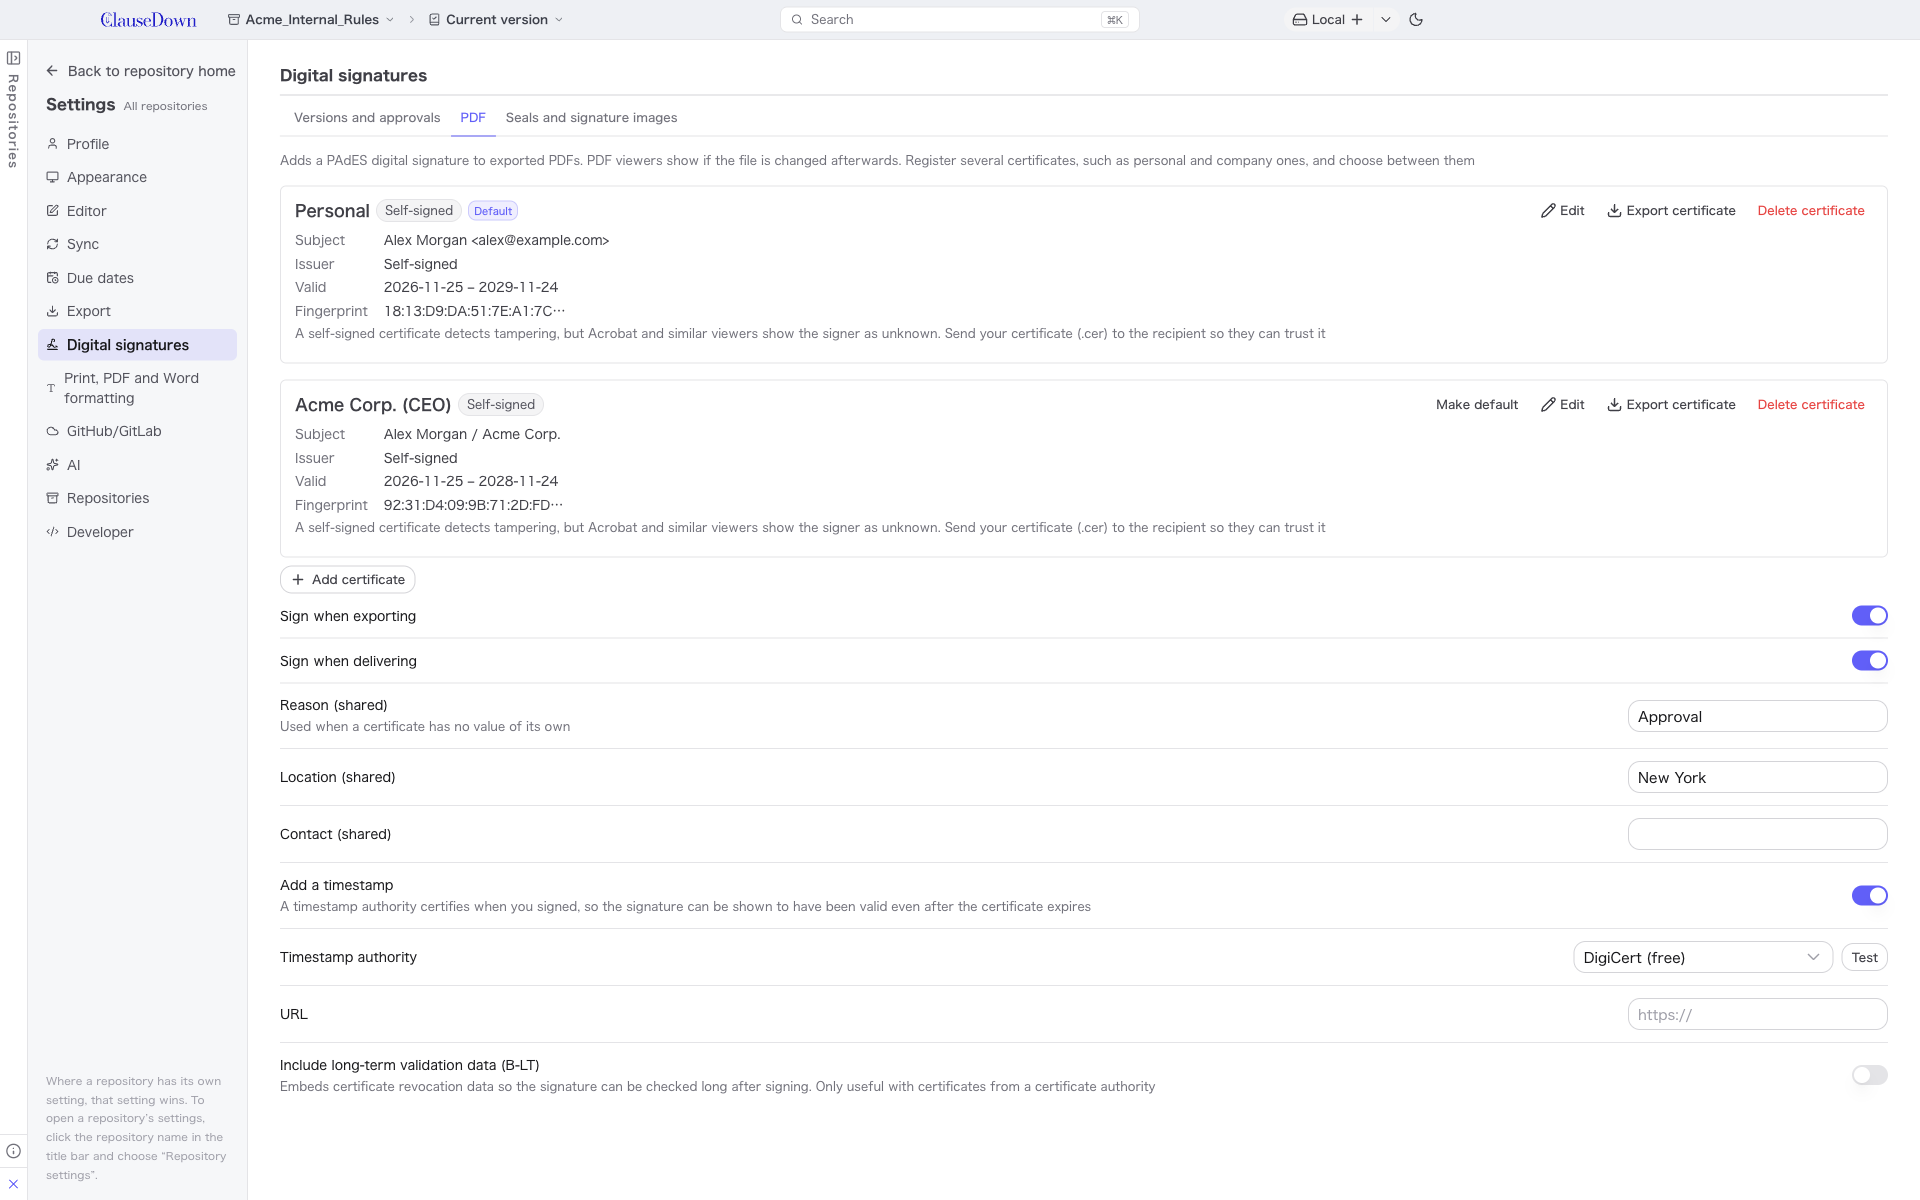 ClauseDown
Acme_Internal_Rules
Current version
Search
⌘K
Local
Repositories
Back to repository home
Settings All repositories
Profile
Appearance
Editor
Sync
Due dates
Export
Digital signatures
Print, PDF and Word
formatting
GitHub/GitLab
AI
Repositories
Developer
Where a repository has its own
setting, that setting wins. To
open a repository's settings,
click the repository name in the
title bar and choose “Repository
settings”.
Digital signatures
Versions and approvals PDF Seals and signature images
Adds a PAdES digital signature to exported PDFs. PDF viewers show if the file is changed afterwards. Register several certificates, such as personal and company ones, and choose between them
Personal Self-signed Default Edit Export certificate Delete certificate
Subject Alex Morgan <alex@example.com>
Issuer Self-signed
Valid 2026-11-25 – 2029-11-24
Fingerprint 18:13:D9:DA:51:7E:A1:7C…
A self-signed certificate detects tampering, but Acrobat and similar viewers show the signer as unknown. Send your certificate (.cer) to the recipient so they can trust it
Acme Corp. (CEO) Self-signed Make default Edit Export certificate Delete certificate
Subject Alex Morgan / Acme Corp.
Issuer Self-signed
Valid 2026-11-25 – 2028-11-24
Fingerprint 92:31:D4:09:9B:71:2D:FD…
A self-signed certificate detects tampering, but Acrobat and similar viewers show the signer as unknown. Send your certificate (.cer) to the recipient so they can trust it
Add certificate
Sign when exporting
Sign when delivering
Reason (shared)
Used when a certificate has no value of its own
Approval
Location (shared)
New York
Contact (shared)
Add a timestamp
A timestamp authority certifies when you signed, so the signature can be shown to have been valid even after the certificate expires
Timestamp authority
DigiCert (free)
Test
URL
https://
Include long-term validation data (B-LT)
Embeds certificate revocation data so the signature can be checked long after signing. Only useful with certificates from a certificate authority